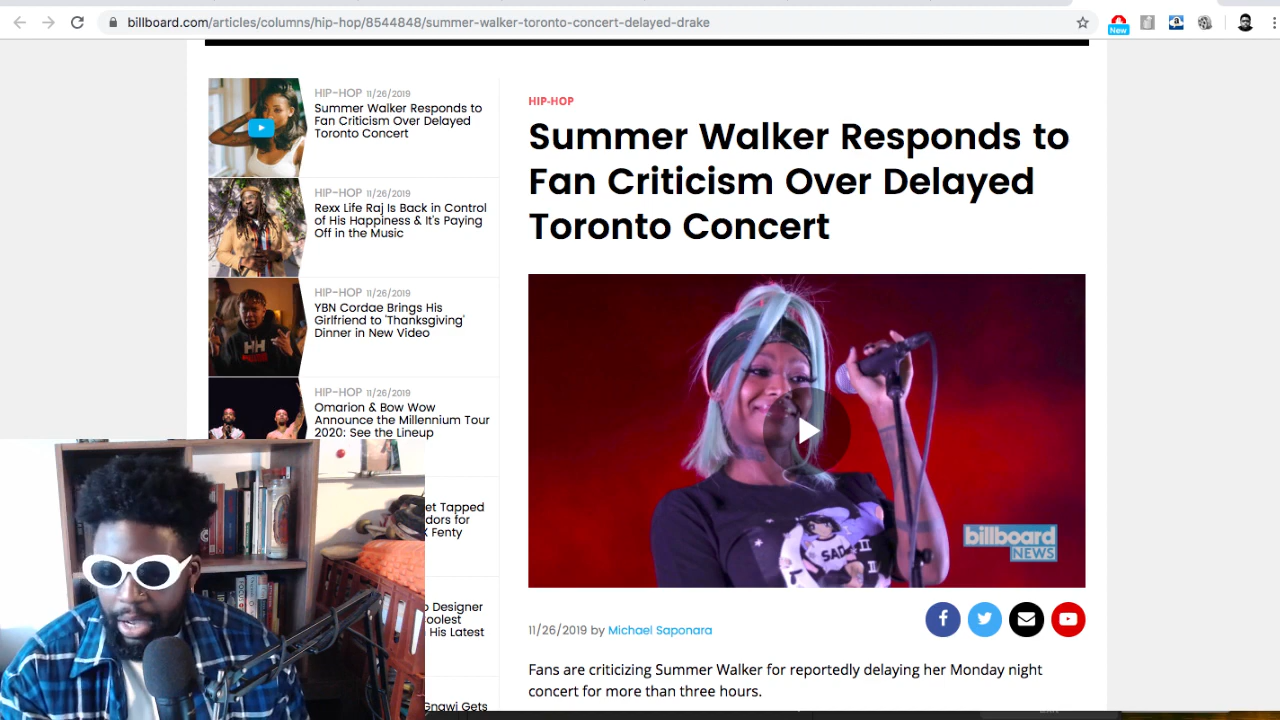 billboard.com/articles/columns/hip-hop/8544848/summer-walker-toronto-concert-delayed-drake
New
HIP-HOP 11/26/2019
Summer Walker Responds to
Fan Criticism Over Delayed
Toronto Concert
HIP-HOP 11/26/2019
Rexx Life Raj Is Back in Control
of His Happiness & It's Paying
Off in the Music
HIP-HOP 11/26/2019
YBN Cordae Brings His
Girlfriend to 'Thanksgiving'
Dinner in New Video
HH
HIP-HOP 11/26/2019
Omarion & Bow Wow
Announce the Millennium Tour
2020: See the Lineup
et Tapped
dors for
X Fenty
o Designer
oolest
His Latest
Gnawi Gets
HIP-HOP
Summer Walker Responds to
Fan Criticism Over Delayed
Toronto Concert
SAD
II
billboard
NEWS
11/26/2019 by Michael Saponara
Fans are criticizing Summer Walker for reportedly delaying her Monday night
concert for more than three hours.